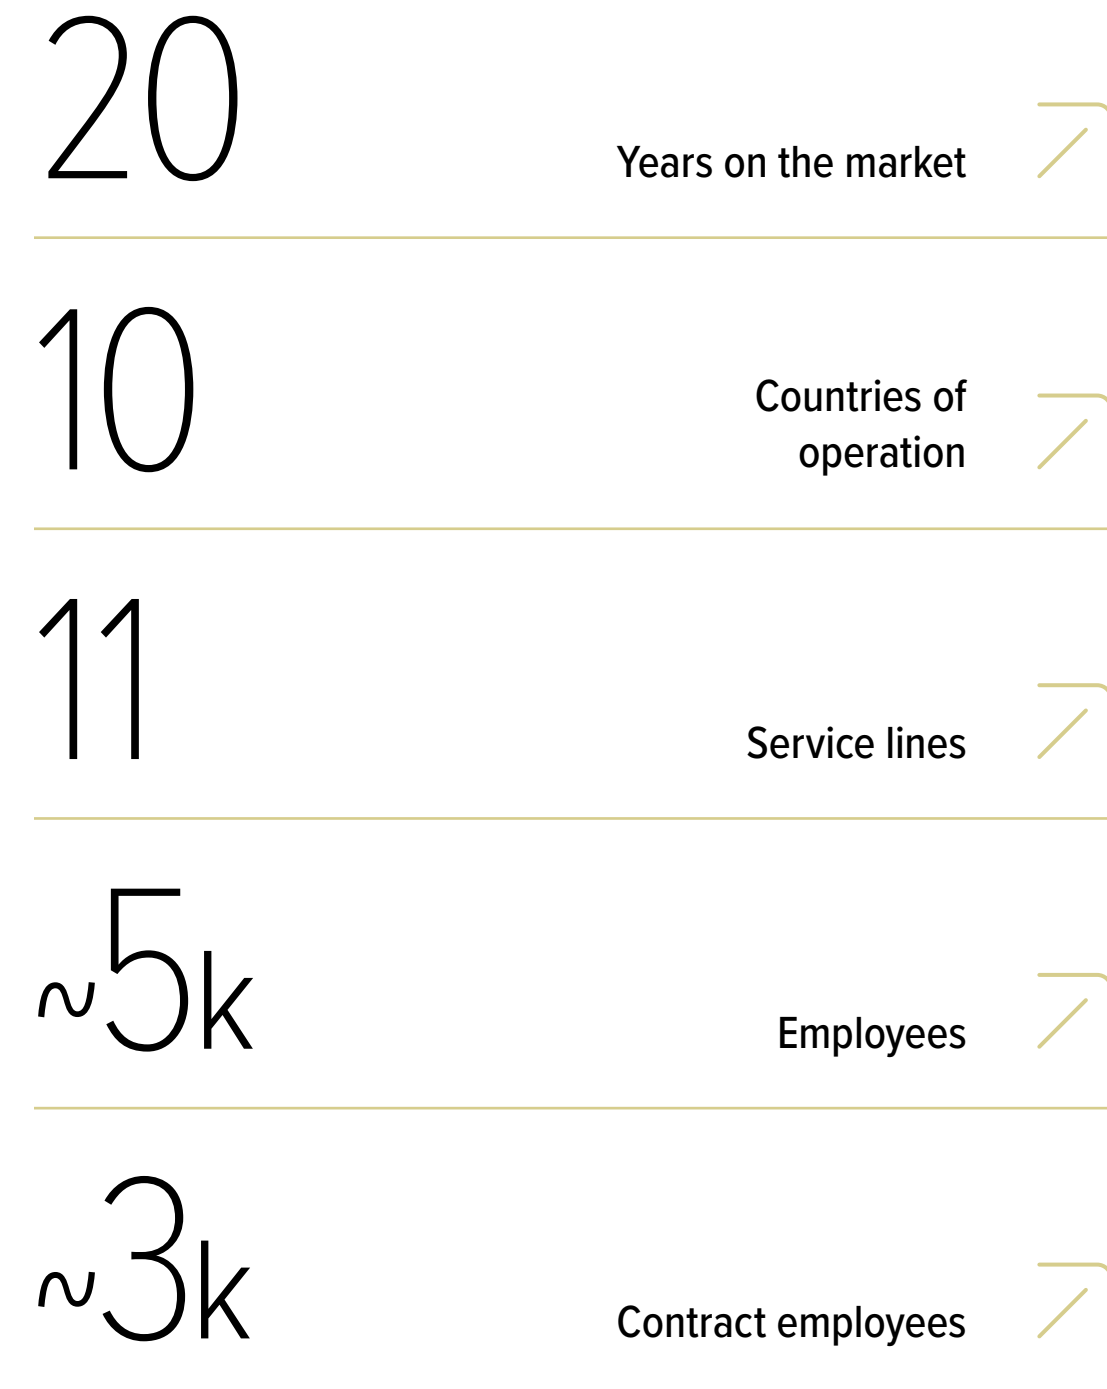 20
Years on the market
10
Countries of
operation
11
Service lines
~5k
Employees
~3k
Contract employees